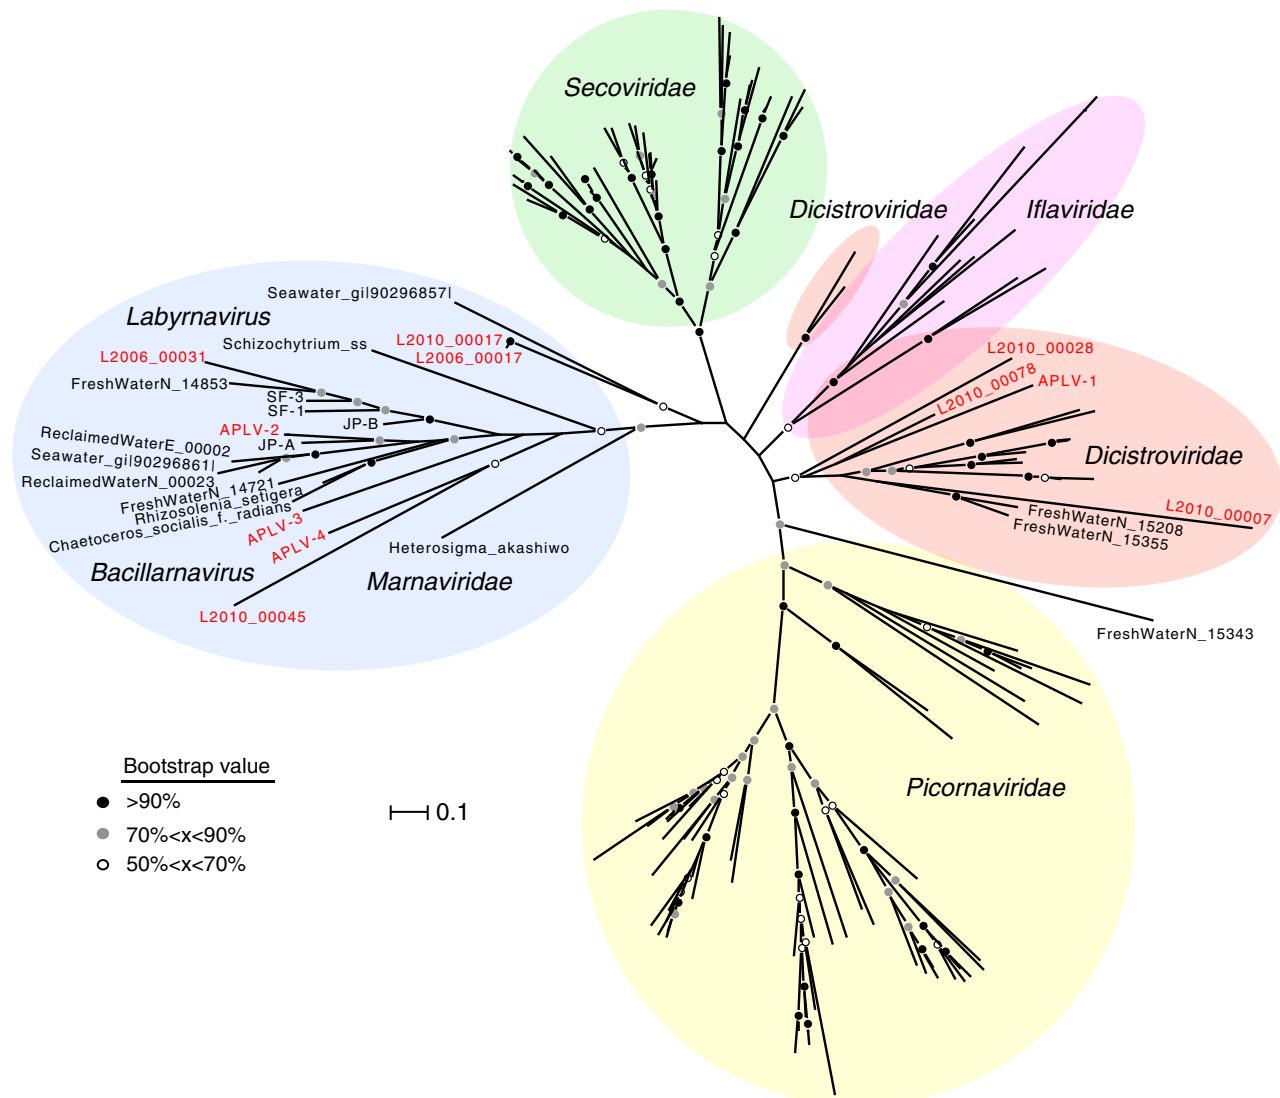 Secoviridae
Dicistroviridae
Iflaviridae
Seawater_gi|90296857|
Labyrnavirus
L2010_00017
Schizochytrium_ss
L2006_00017
L2006_00031
FreshWaterN_14853
SF-3
SF-1
JP-B
APLV-2
JP-A
ReclaimedWaterE_00002
Seawater_gi|90296861|
ReclaimedWaterN_00023
FreshWaterN_14721
Rhizosolenia_setigera
Chaetoceros_socialis_f._radians
APLV-3
APLV-4
Heterosigma_akashiwo
Bacillarnavirus
Marnaviridae
L2010_00045
L2010_00028
L2010_00078
APLV-1
Dicistroviridae
L2010_00007
FreshWaterN_15208
FreshWaterN_15355
FreshWaterN_15343
Picornaviridae
Bootstrap value
>90%
70%<x<90%
50%<x<70%
0.1